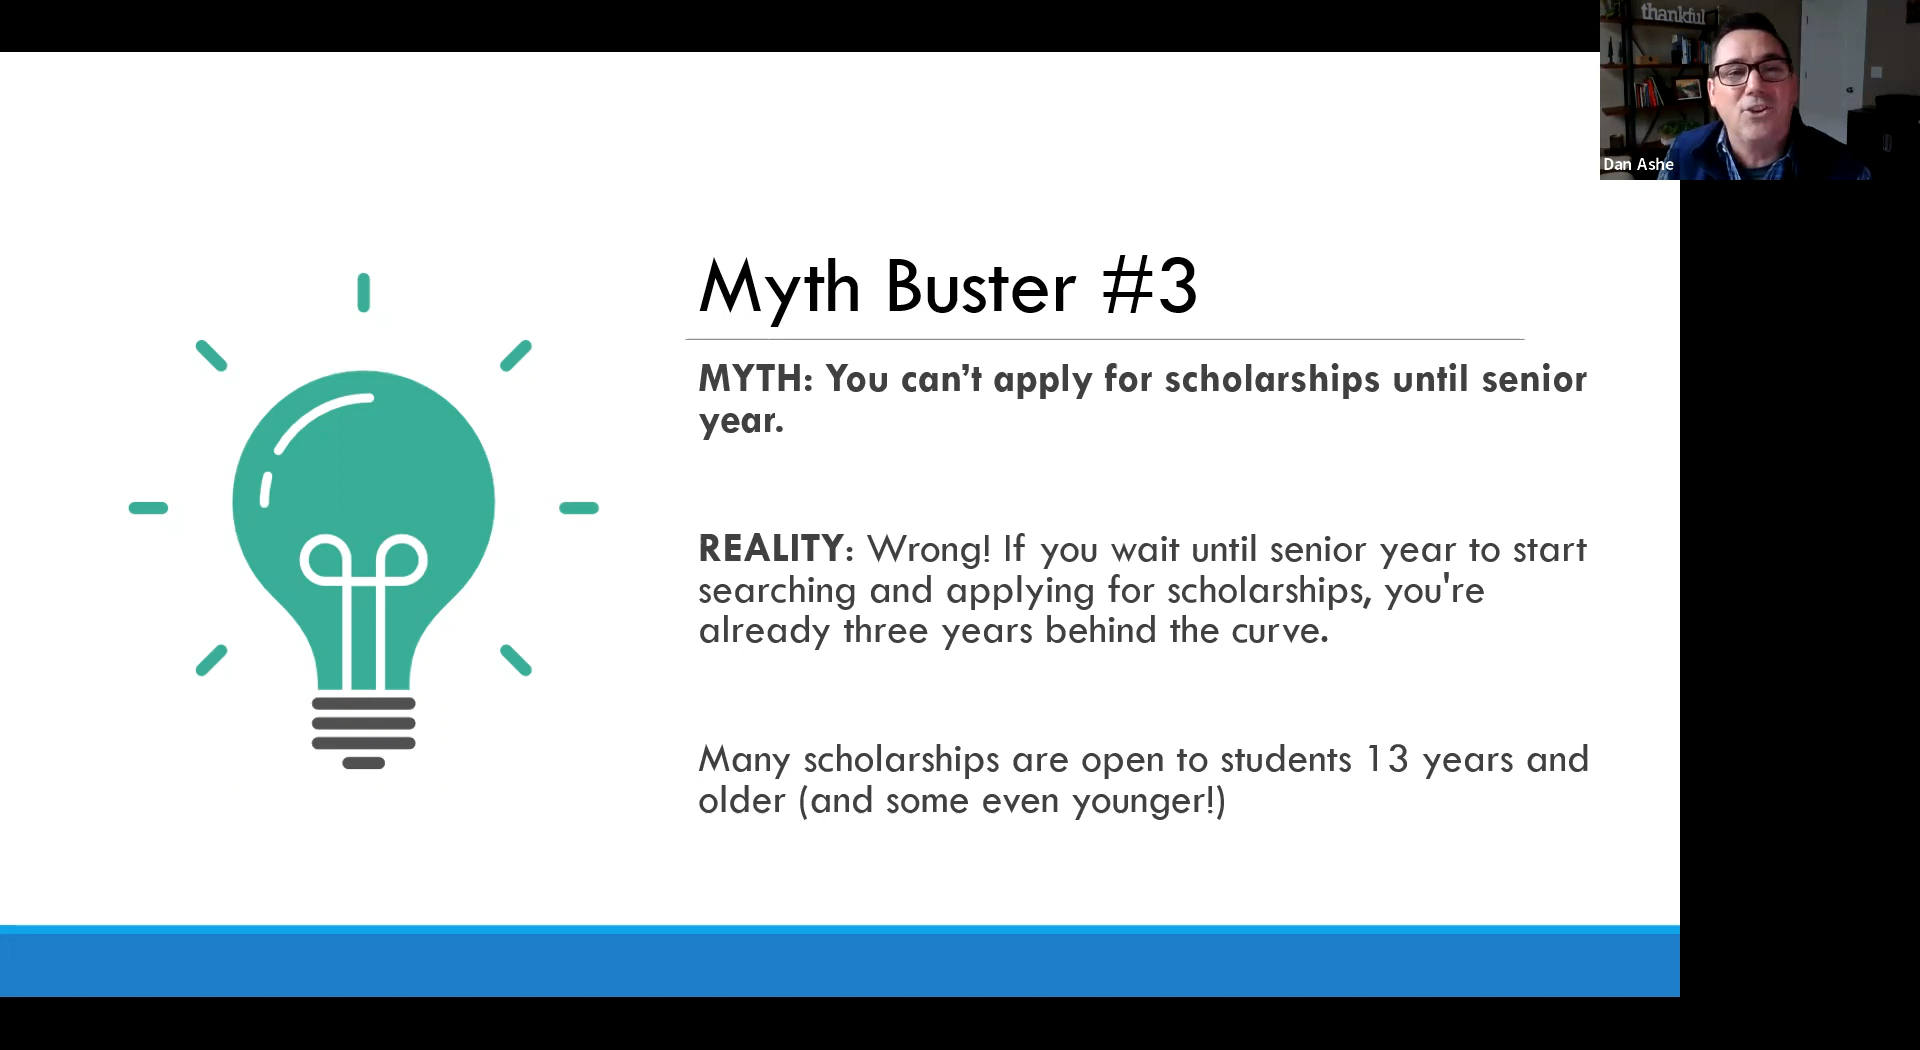 thankful
Dan Ashe
Myth Buster #3
MYTH: You can’t apply for scholarships until senior
year.
REALITY: Wrong! If you wait until senior year to start
searching and applying for scholarships, you're
already three years behind the curve.
Many scholarships are open to students 13 years and
older (and some even younger!)